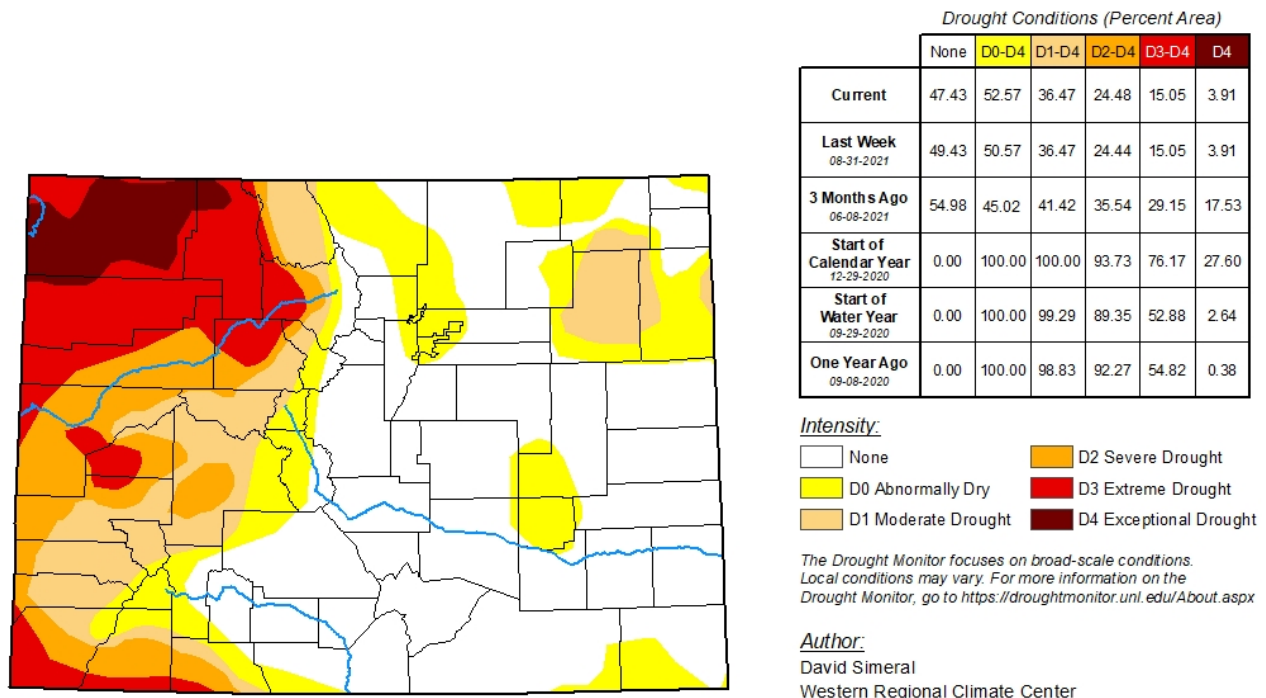 Drought Conditions (Percent Area)
None D0-D4 D1-D4 D2-D4 D3-D4 D4
Current 47.43 52.57 36.47 24.48 15.05 3.91
Last Week
08-31-2021 49.43 50.57 36.47 24.44 15.05 3.91
3 Months Ago
06-08-2021 54.98 45.02 41.42 35.54 29.15 17.53
Start of
Calendar Year
12-29-2020 0.00 100.00 100.00 93.73 76.17 27.60
Start of
Water Year
09-29-2020 0.00 100.00 99.29 89.35 52.88 2.64
One Year Ago
09-08-2020 0.00 100.00 98.83 92.27 54.82 0.38
Intensity:
None
D0 Abnormally Dry
D1 Moderate Drought
D2 Severe Drought
D3 Extreme Drought
D4 Exceptional Drought
The Drought Monitor focuses on broad-scale conditions.
Local conditions may vary. For more information on the
Drought Monitor, go to https://droughtmonitor.unl.edu/About.aspx
Author:
David Simeral
Western Regional Climate Center